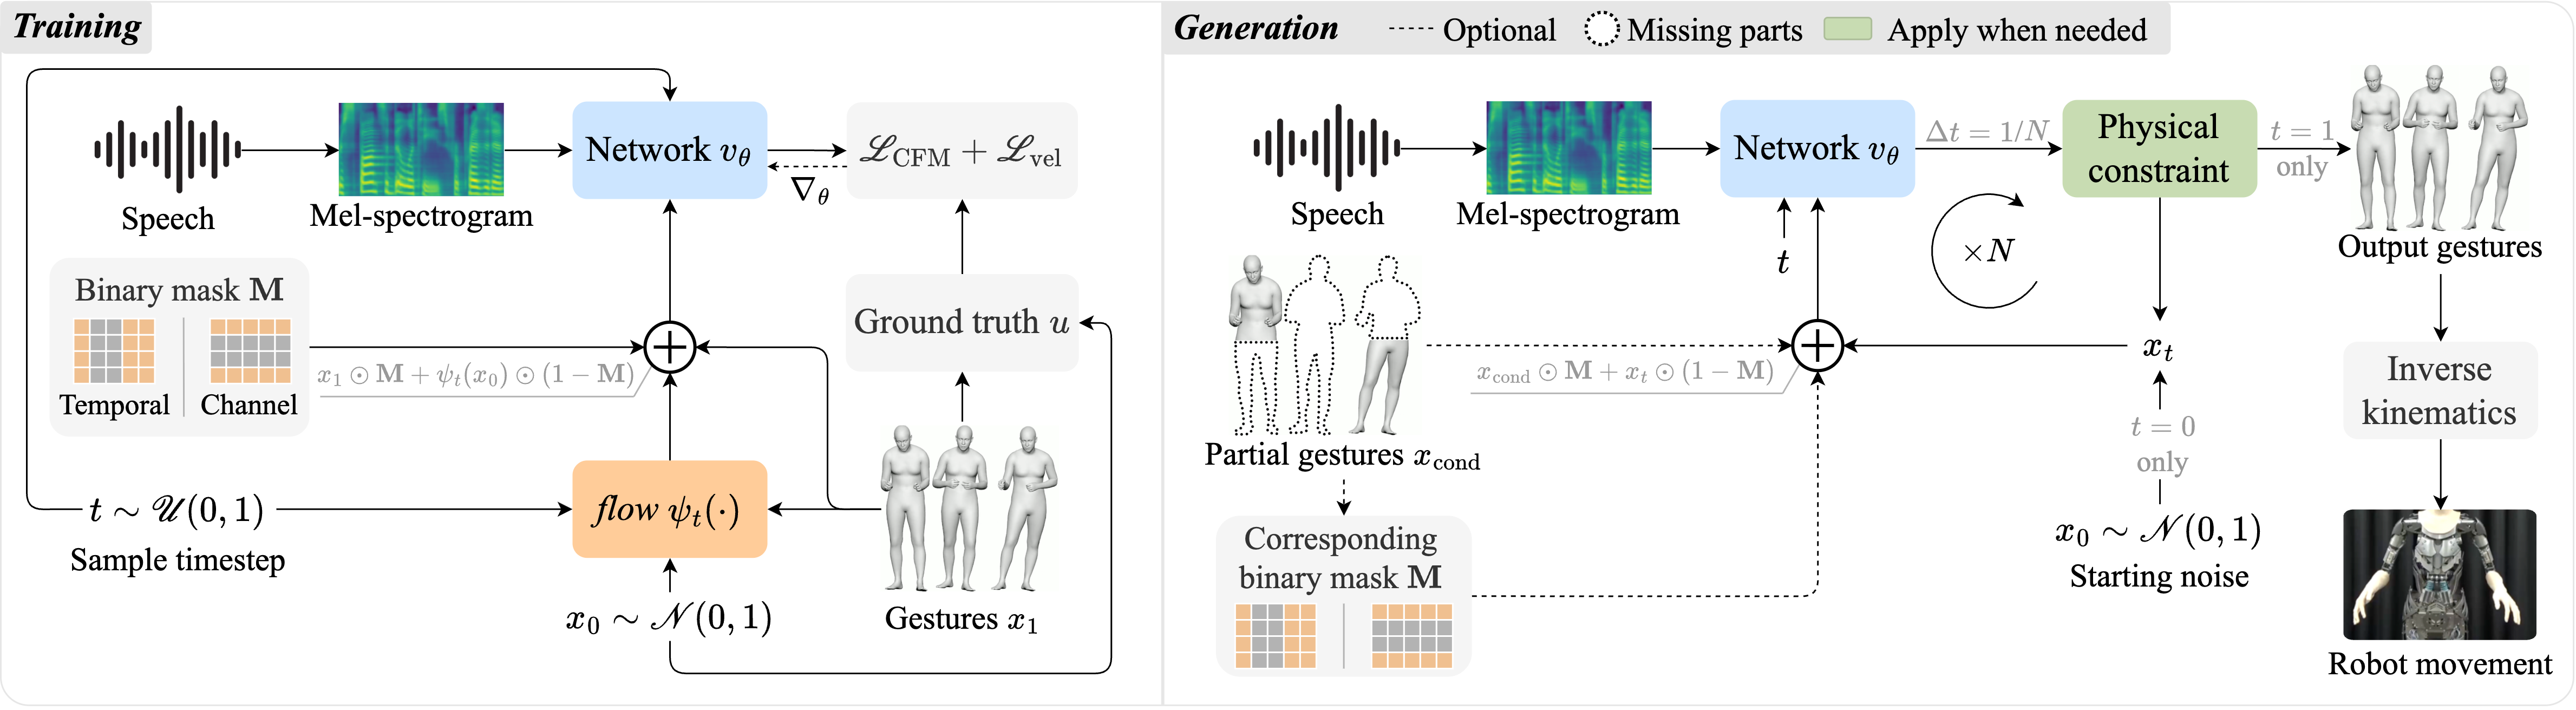 Training
Speech
Mel-spectrogram
Network $v_\theta$
$\mathscr{L}_{\mathrm{CFM}} + \mathscr{L}_{\mathrm{vel}}$
$\nabla_\theta$
Binary mask $\mathbf{M}$
Temporal
Channel
$x_1 \odot \mathbf{M} + \psi_t(x_0) \odot (1 - \mathbf{M})$
Ground truth $u$
$t \sim \mathscr{U}(0, 1)$
Sample timestep
flow $\psi_t(\cdot)$
$x_0 \sim \mathscr{N}(0, 1)$
Gestures $x_1$
Generation
Optional
Missing parts
Apply when needed
Speech
Mel-spectrogram
Network $v_\theta$
$\Delta t = 1/N$
Physical
constraint
$t = 1$
only
Output gestures
$t$
$\times N$
Partial gestures $x_{\mathrm{cond}}$
$x_{\mathrm{cond}} \odot \mathbf{M} + x_t \odot (1 - \mathbf{M})$
$x_t$
$t = 0$
only
$x_0 \sim \mathscr{N}(0, 1)$
Starting noise
Corresponding
binary mask $\mathbf{M}$
Inverse
kinematics
Robot movement